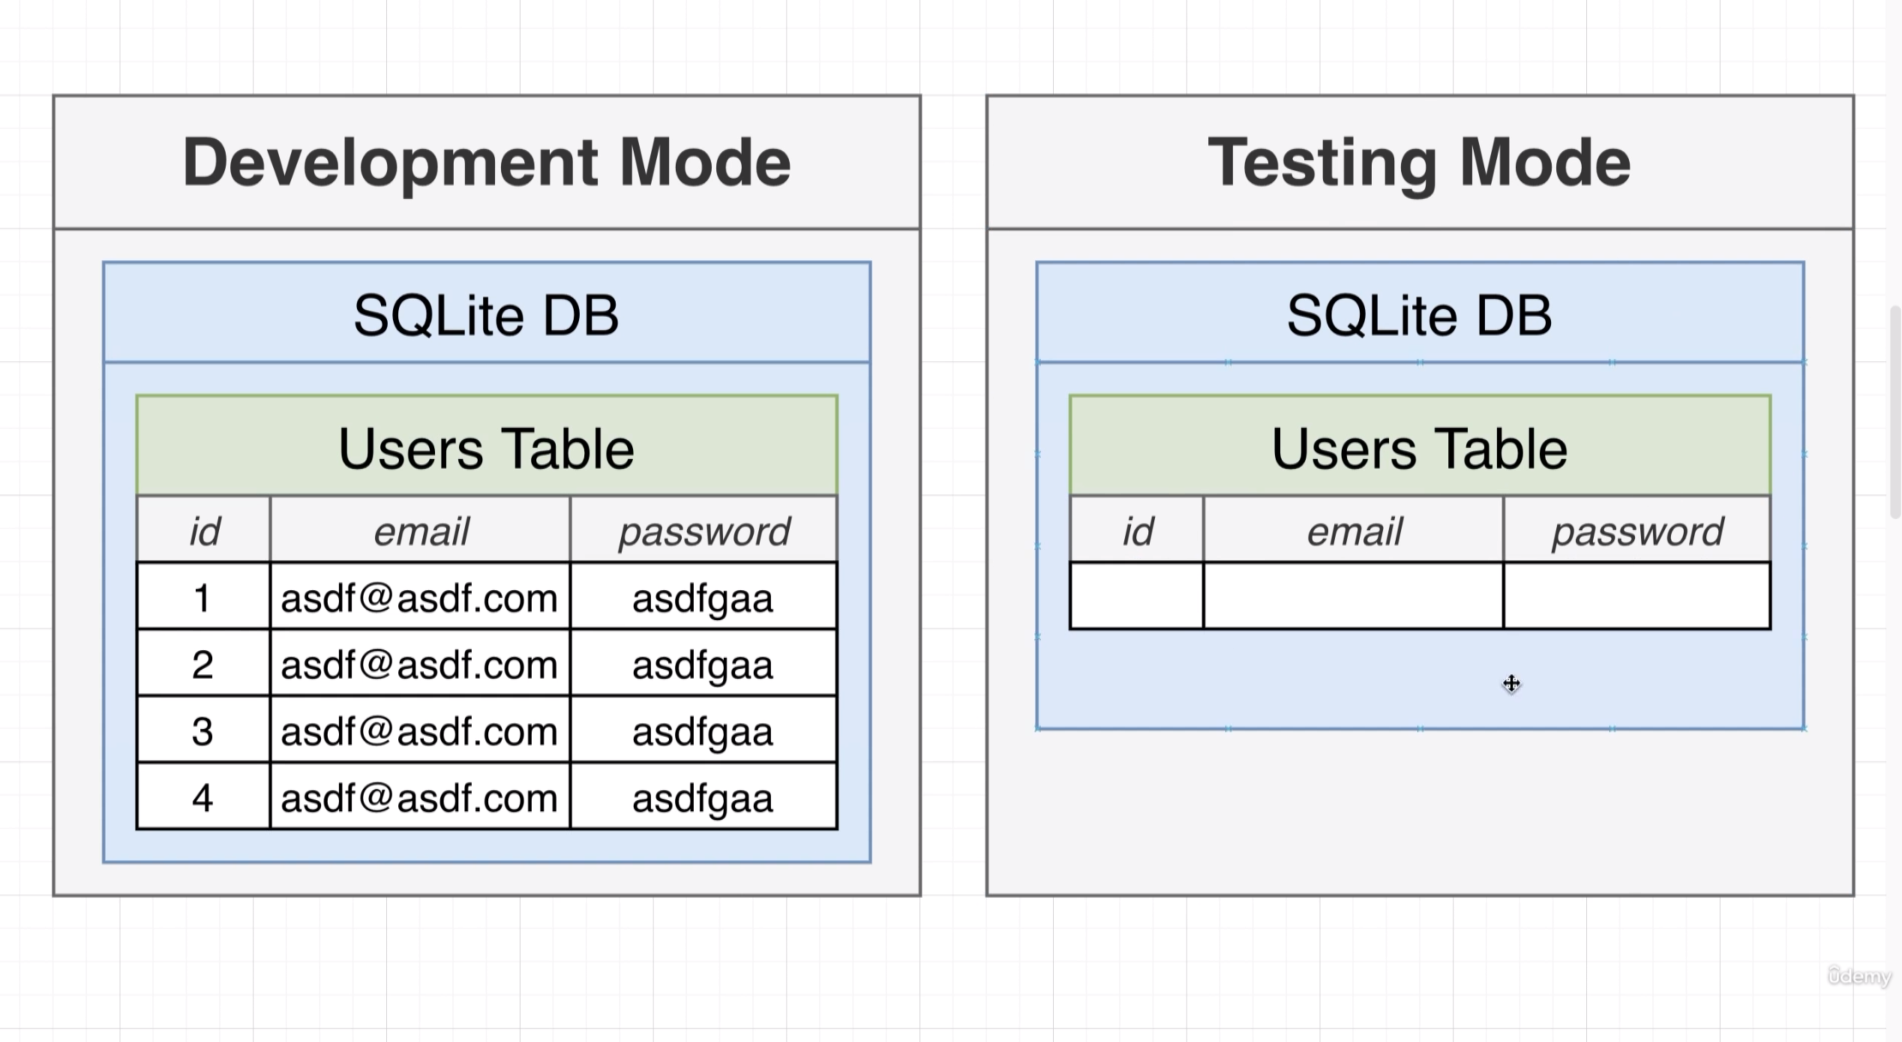 Development Mode
SQLite DB
Users Table
id email password
1 asdf@asdf.com asdfgaa
2 asdf@asdf.com asdfgaa
3 asdf@asdf.com asdfgaa
4 asdf@asdf.com asdfgaa
Testing Mode
SQLite DB
Users Table
id email password
ûdemy